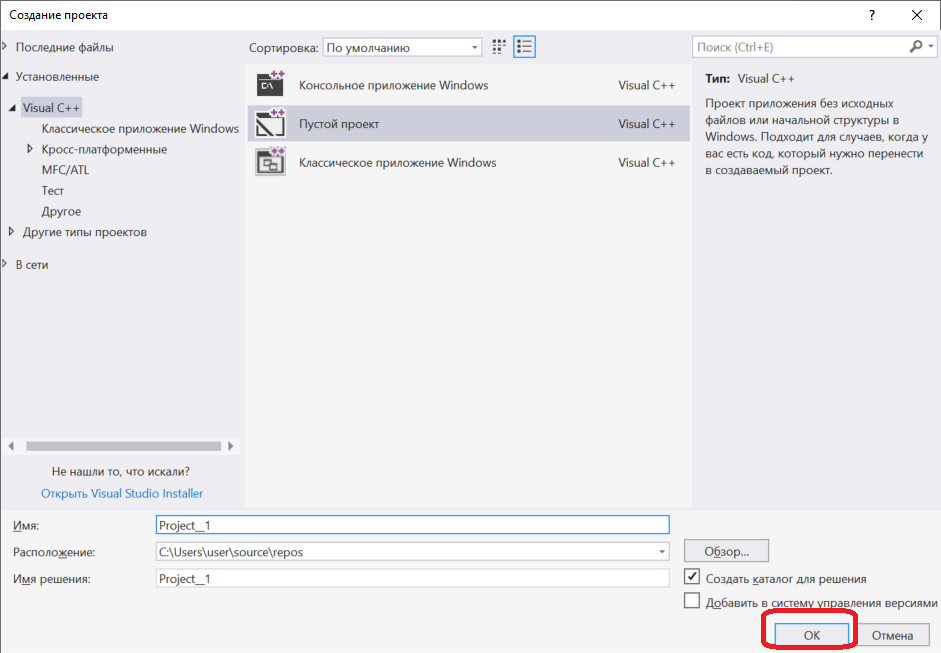 Создание проекта
?
Последние файлы
Установленные
Visual C++
Классическое приложение Windows
Кросс-платформенные
MFC/ATL
Тест
Другое
Другие типы проектов
В сети
Не нашли то, что искали?
Открыть Visual Studio Installer
Сортировка: По умолчанию
Консольное приложение Windows Visual C++
Пустой проект Visual C++
Классическое приложение Windows Visual C++
Поиск (Ctrl+E)
Тип: Visual C++
Проект приложения без исходных
файлов или начальной структуры в
Windows. Подходит для случаев, когда у
вас есть код, который нужно перенести
в создаваемый проект.
Имя: Project__1
Расположение: C:\Users\user\source\repos
Обзор...
Имя решения: Project__1
Создать каталог для решения
Добавить в систему управления версиями
OK
Отмена